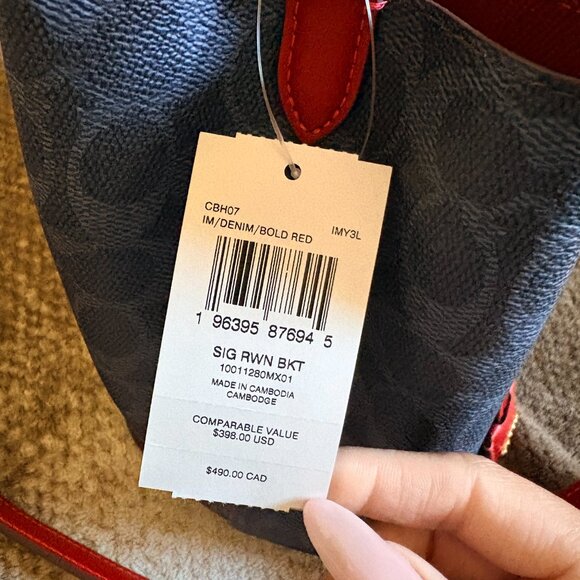 CBH07
IM/DENIM/BOLD RED IMY3L
1 96395 87694 5
SIG RWN BKT
10011280MX01
MADE IN CAMBODIA
CAMBODGE
COMPARABLE VALUE
$398.00 USD
$490.00 CAD